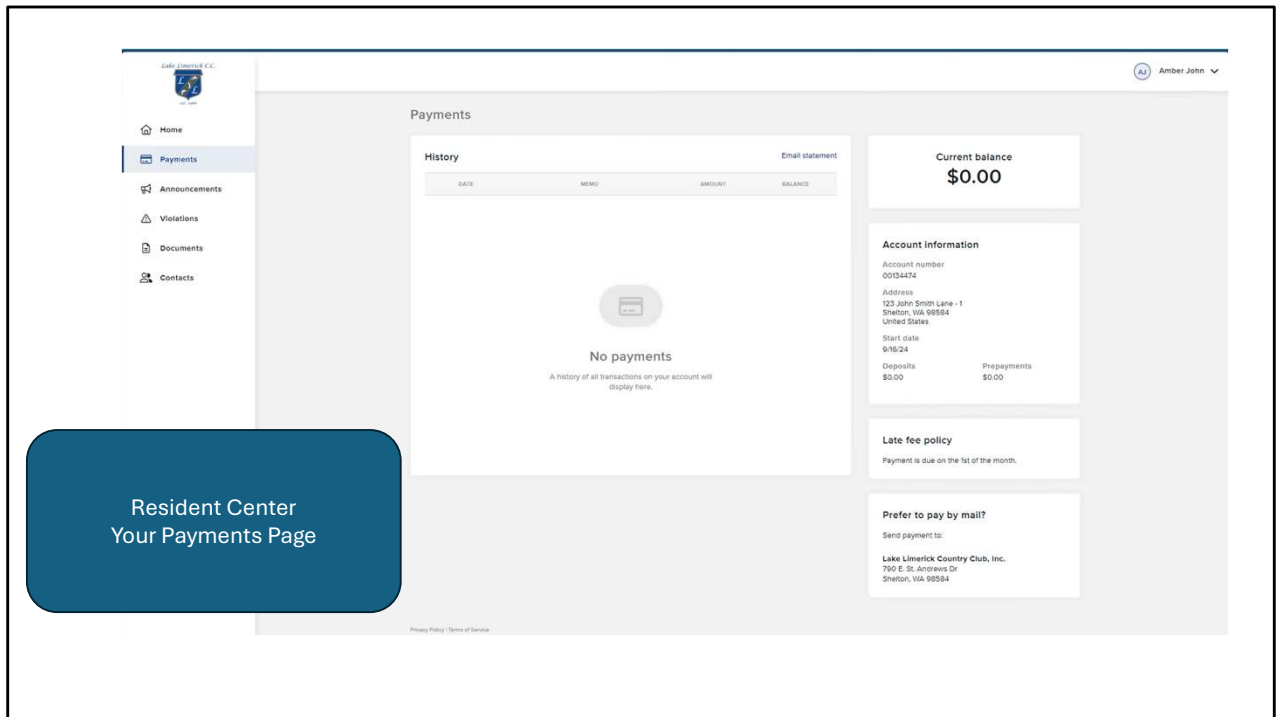 Lake Limerick C.C.
AJ
Amber John
Home
Payments
Announcements
Violations
Documents
Contacts
Payments
History
Email statement
DATE MEMO AMOUNT BALANCE
No payments
A history of all transactions on your account will
display here.
Current balance
$0.00
Account information
Account number
00134474
Address
123 John Smith Lane - 1
Shelton, WA 98584
United States
Start date
9/16/24
Deposits Prepayments
$0.00 $0.00
Late fee policy
Payment is due on the 1st of the month.
Prefer to pay by mail?
Send payment to:
Lake Limerick Country Club, Inc.
790 E. St. Andrews Dr
Shelton, WA 98584
Resident Center
Your Payments Page
Privacy Policy | Terms of Service